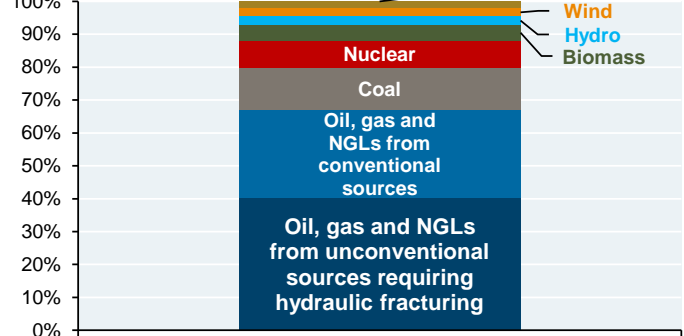 100%
Wind
90%
Hydro
Biomass
Nuclear
80%
Coal
70%
Oil, gas and
NGLs from
conventional
sources
60%
50%
40%
Oil, gas and NGLs
from unconventional
sources requiring
hydraulic fracturing
30%
20%
10%
0%